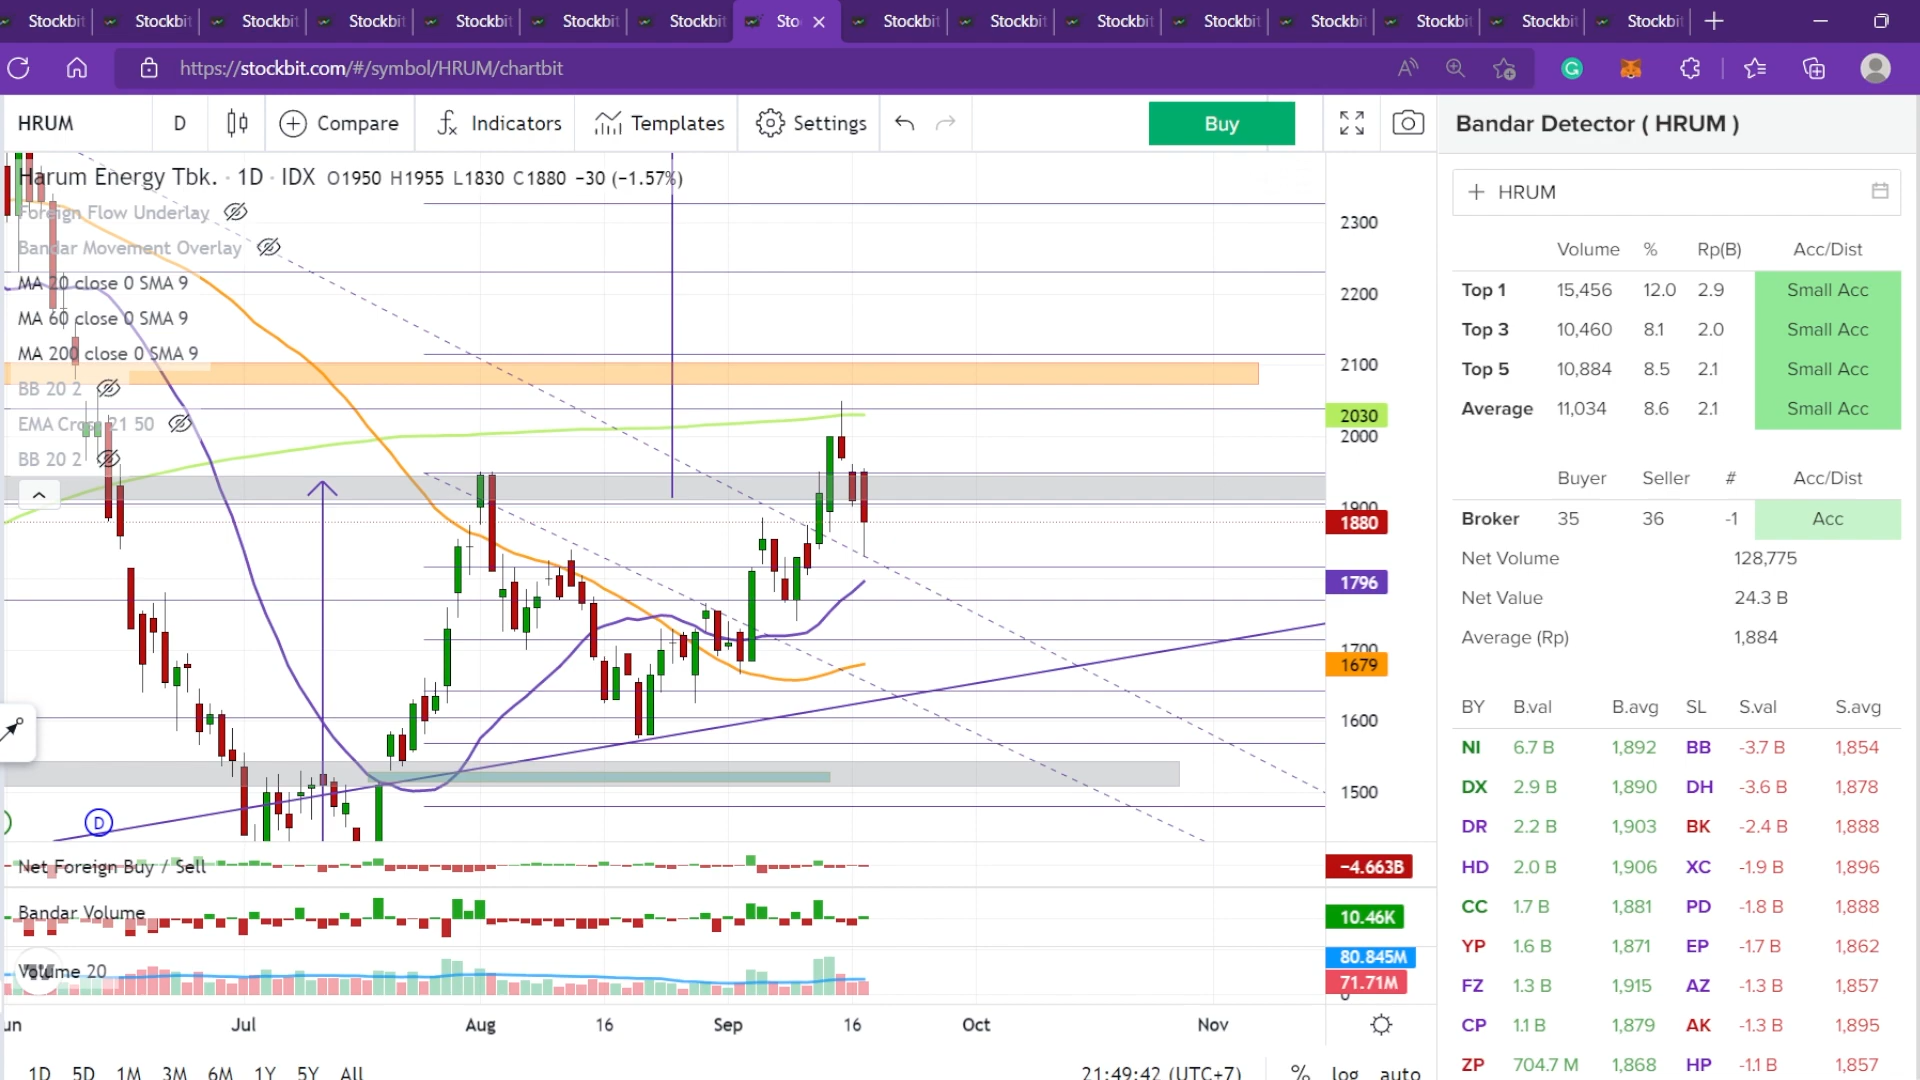 Stockbit Stockbit Stockbit Stockbit Stockbit Stockbit Stockbit Sto Stockbit Stockbit Stockbit Stockbit Stockbit Stockbit Stockbit Stockbit
https://stockbit.com/#/symbol/HRUM/chartbit
HRUM D Compare Indicators Templates Settings Buy
Harum Energy Tbk. · 1D · IDX O1950 H1955 L1830 C1880 −30 (−1.57%)
Foreign Flow Underlay
Bandar Movement Overlay
MA 20 close 0 SMA 9
MA 60 close 0 SMA 9
MA 200 close 0 SMA 9
BB 20 2
EMA Cross 21 50
BB 20 2
2300
2200
2100
2030
2000
1900
1880
1796
1700
1679
1600
1500
D
Net Foreign Buy / Sell −4.663B
Bandar Volume 10.46K
Volume 20 80.845M
71.71M
0
un Jul Aug 16 Sep 16 Oct Nov
1D 5D 1M 3M 6M 1Y 5Y All 21:49:42 (UTC+7) % log auto
Bandar Detector ( HRUM )
HRUM
Volume % Rp(B) Acc/Dist
Top 1 15,456 12.0 2.9 Small Acc
Top 3 10,460 8.1 2.0 Small Acc
Top 5 10,884 8.5 2.1 Small Acc
Average 11,034 8.6 2.1 Small Acc
Buyer Seller # Acc/Dist
Broker 35 36 -1 Acc
Net Volume 128,775
Net Value 24.3 B
Average (Rp) 1,884
BY B.val B.avg SL S.val S.avg
NI 6.7 B 1,892 BB -3.7 B 1,854
DX 2.9 B 1,890 DH -3.6 B 1,878
DR 2.2 B 1,903 BK -2.4 B 1,888
HD 2.0 B 1,906 XC -1.9 B 1,896
CC 1.7 B 1,881 PD -1.8 B 1,888
YP 1.6 B 1,871 EP -1.7 B 1,862
FZ 1.3 B 1,915 AZ -1.3 B 1,857
CP 1.1 B 1,879 AK -1.3 B 1,895
ZP 704.7 M 1,868 HP -1.1 B 1,857